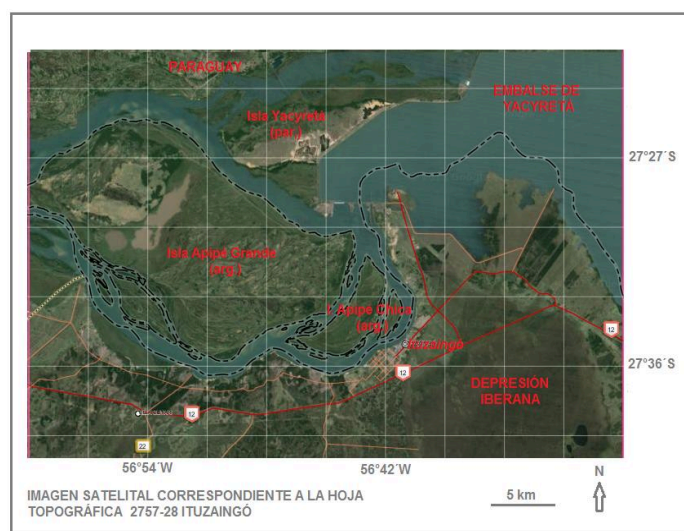 PARAGUAY
EMBALSE DE
YACYRETÁ
Isla Yacyretá
(par.)
27°27´S
Isla Apipé Grande
(arg.)
I. Apipé Chica
(arg.)
12
Ituzaingó
27°36´S
12
DEPRESIÓN
IBERANA
12
22
56°54´W
56°42´W
N
IMAGEN SATELITAL CORRESPONDIENTE A LA HOJA
TOPOGRÁFICA 2757-28 ITUZAINGÓ
5 km